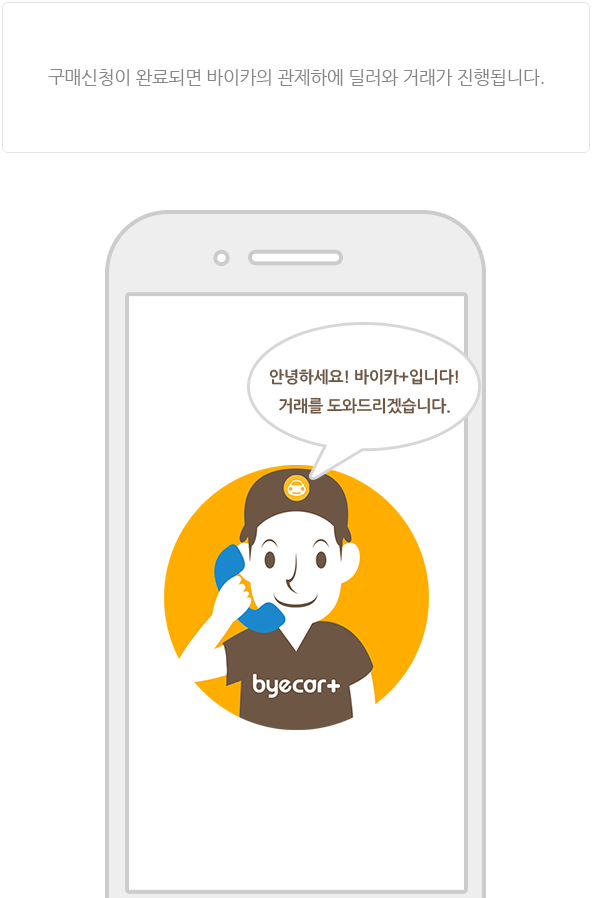 구매신청이 완료되면 바이카의 관제하에 딜러와 거래가 진행됩니다.
안녕하세요! 바이카+입니다!
거래를 도와드리겠습니다.
byecar+